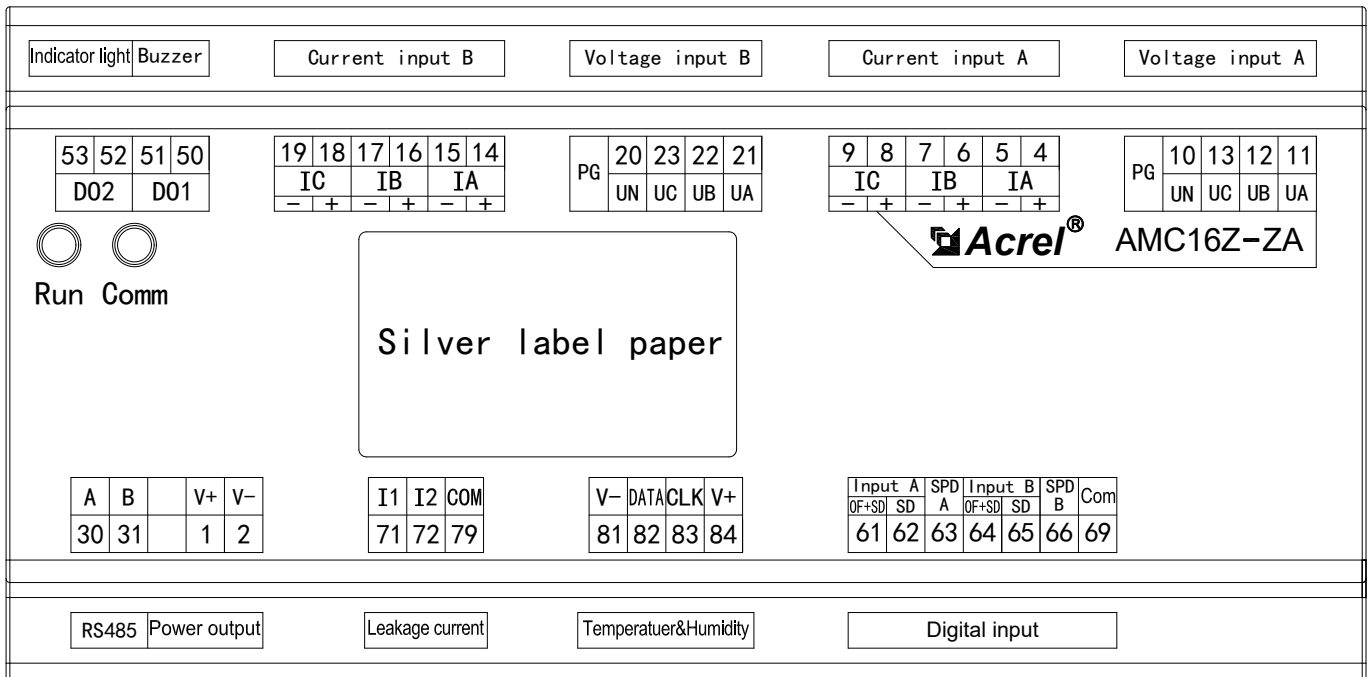 Indicator light Buzzer Current input B Voltage input B Current input A Voltage input A
53 52 51 50 19 18 17 16 15 14 PG 20 23 22 21 9 8 7 6 5 4 PG 10 13 12 11
DO2 DO1 IC IB IA UN UC UB UA IC IB IA UN UC UB UA
− + − + − + − + − + − +
Acrel® AMC16Z-ZA
Run Comm
Silver label paper
A B V+ V− I1 I2 COM V− DATA CLK V+ Input A SPD A Input B SPD B Com
OF+SD SD OF+SD SD
30 31 1 2 71 72 79 81 82 83 84 61 62 63 64 65 66 69
RS485 Power output Leakage current Temperatuer&Humidity Digital input